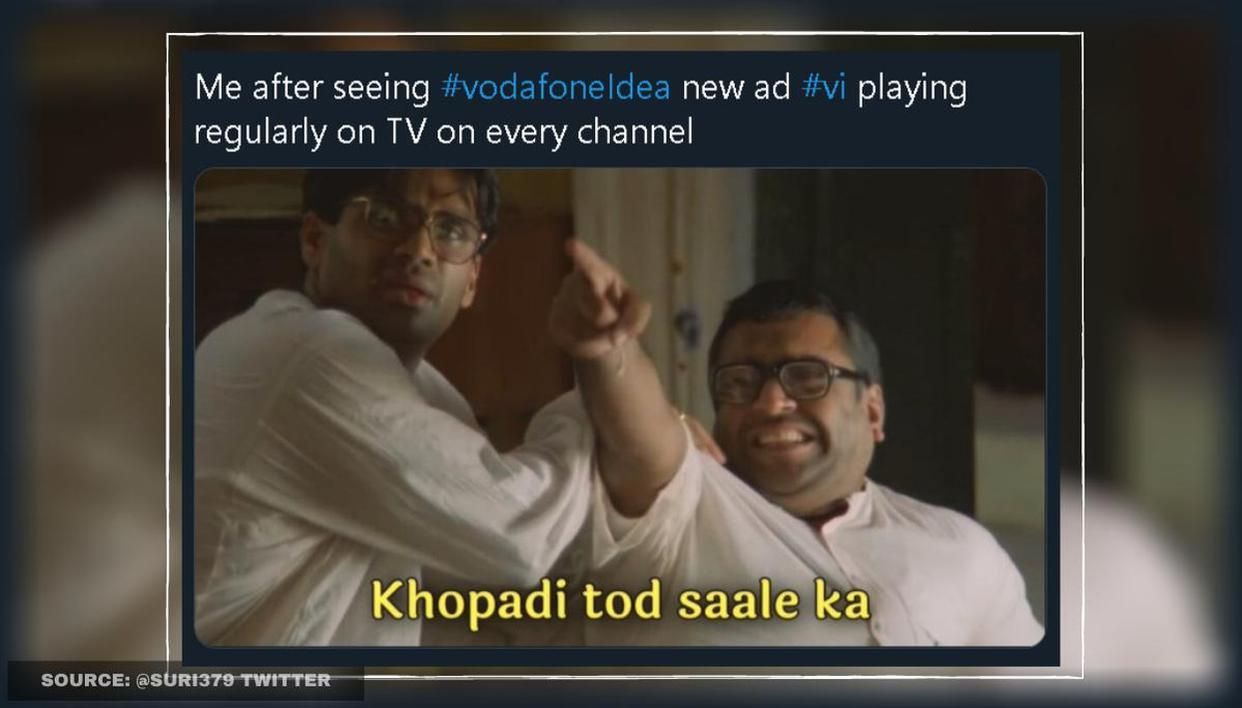 Me after seeing #vodafoneIdea new ad #vi playing
regularly on TV on every channel
Khopadi tod saale ka
SOURCE: @SURI379 TWITTER